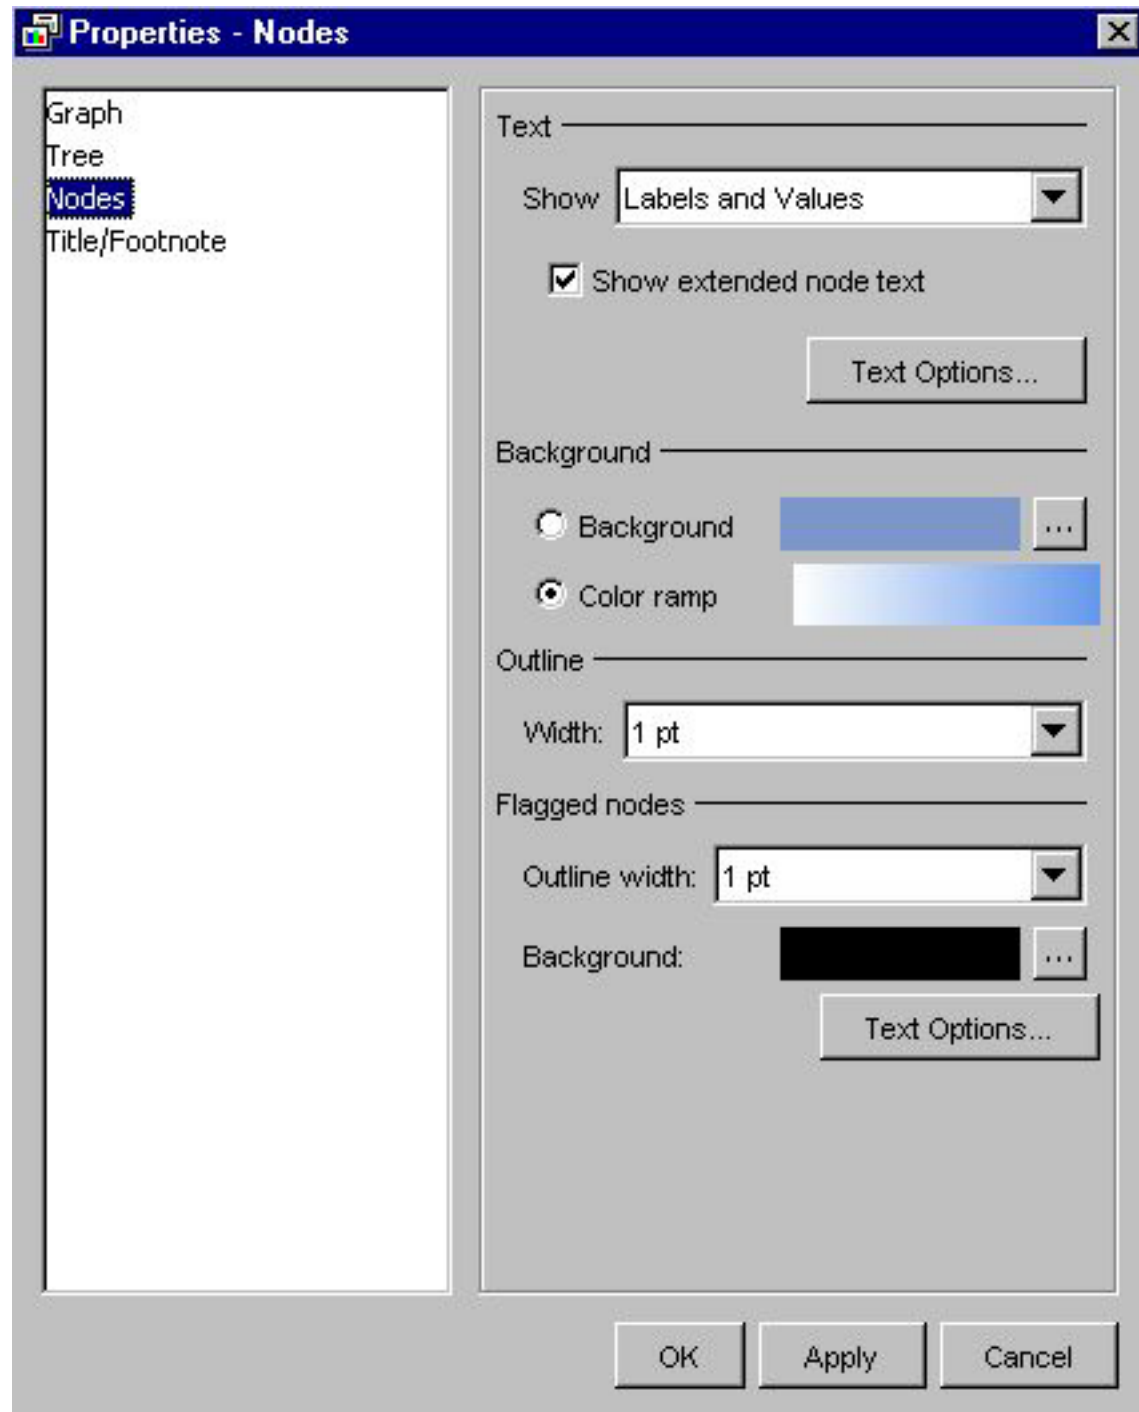 Properties - Nodes
Graph
Tree
Nodes
Title/Footnote
Text
Show Labels and Values
Show extended node text
Text Options...
Background
Background ...
Color ramp
Outline
Width: 1 pt
Flagged nodes
Outline width: 1 pt
Background: ...
Text Options...
OK Apply Cancel